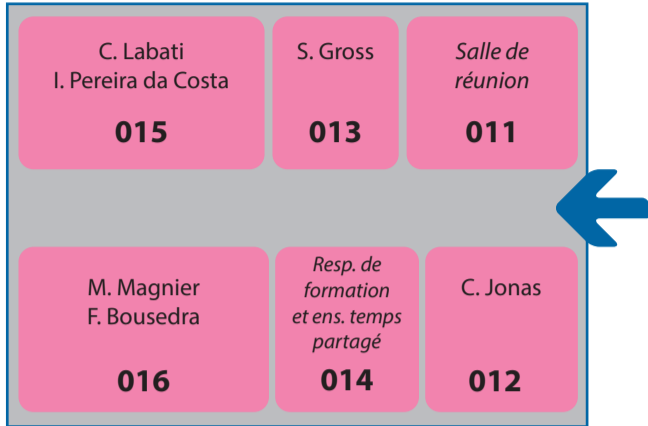 C. Labati
I. Pereira da Costa
015
S. Gross
013
Salle de
réunion
011
M. Magnier
F. Bousedra
016
Resp. de
formation
et ens. temps
partagé
014
C. Jonas
012